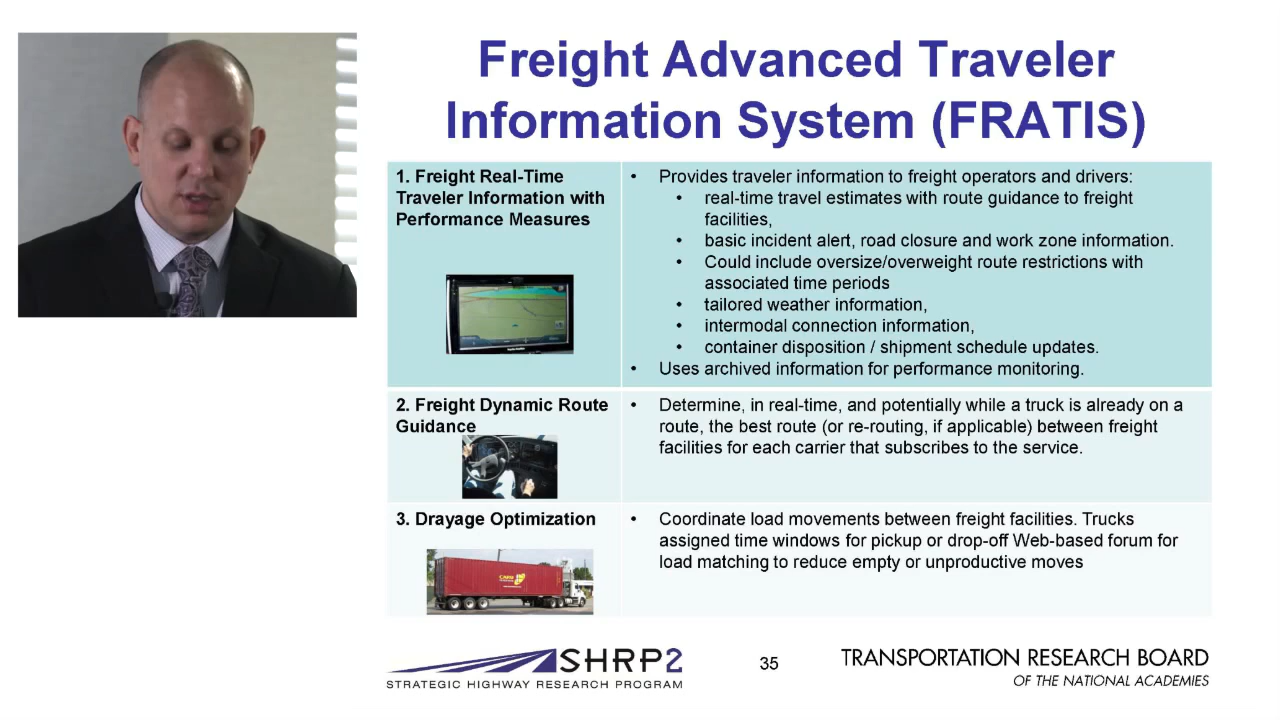 Freight Advanced Traveler
Information System (FRATIS)
1. Freight Real-Time
Traveler Information with
Performance Measures
• Provides traveler information to freight operators and drivers:
• real-time travel estimates with route guidance to freight
facilities,
• basic incident alert, road closure and work zone information.
• Could include oversize/overweight route restrictions with
associated time periods
• tailored weather information,
• intermodal connection information,
• container disposition / shipment schedule updates.
• Uses archived information for performance monitoring.
2. Freight Dynamic Route
Guidance
• Determine, in real-time, and potentially while a truck is already on a
route, the best route (or re-routing, if applicable) between freight
facilities for each carrier that subscribes to the service.
3. Drayage Optimization
• Coordinate load movements between freight facilities. Trucks
assigned time windows for pickup or drop-off Web-based forum for
load matching to reduce empty or unproductive moves
SHRP2
STRATEGIC HIGHWAY RESEARCH PROGRAM
35
TRANSPORTATION RESEARCH BOARD
OF THE NATIONAL ACADEMIES